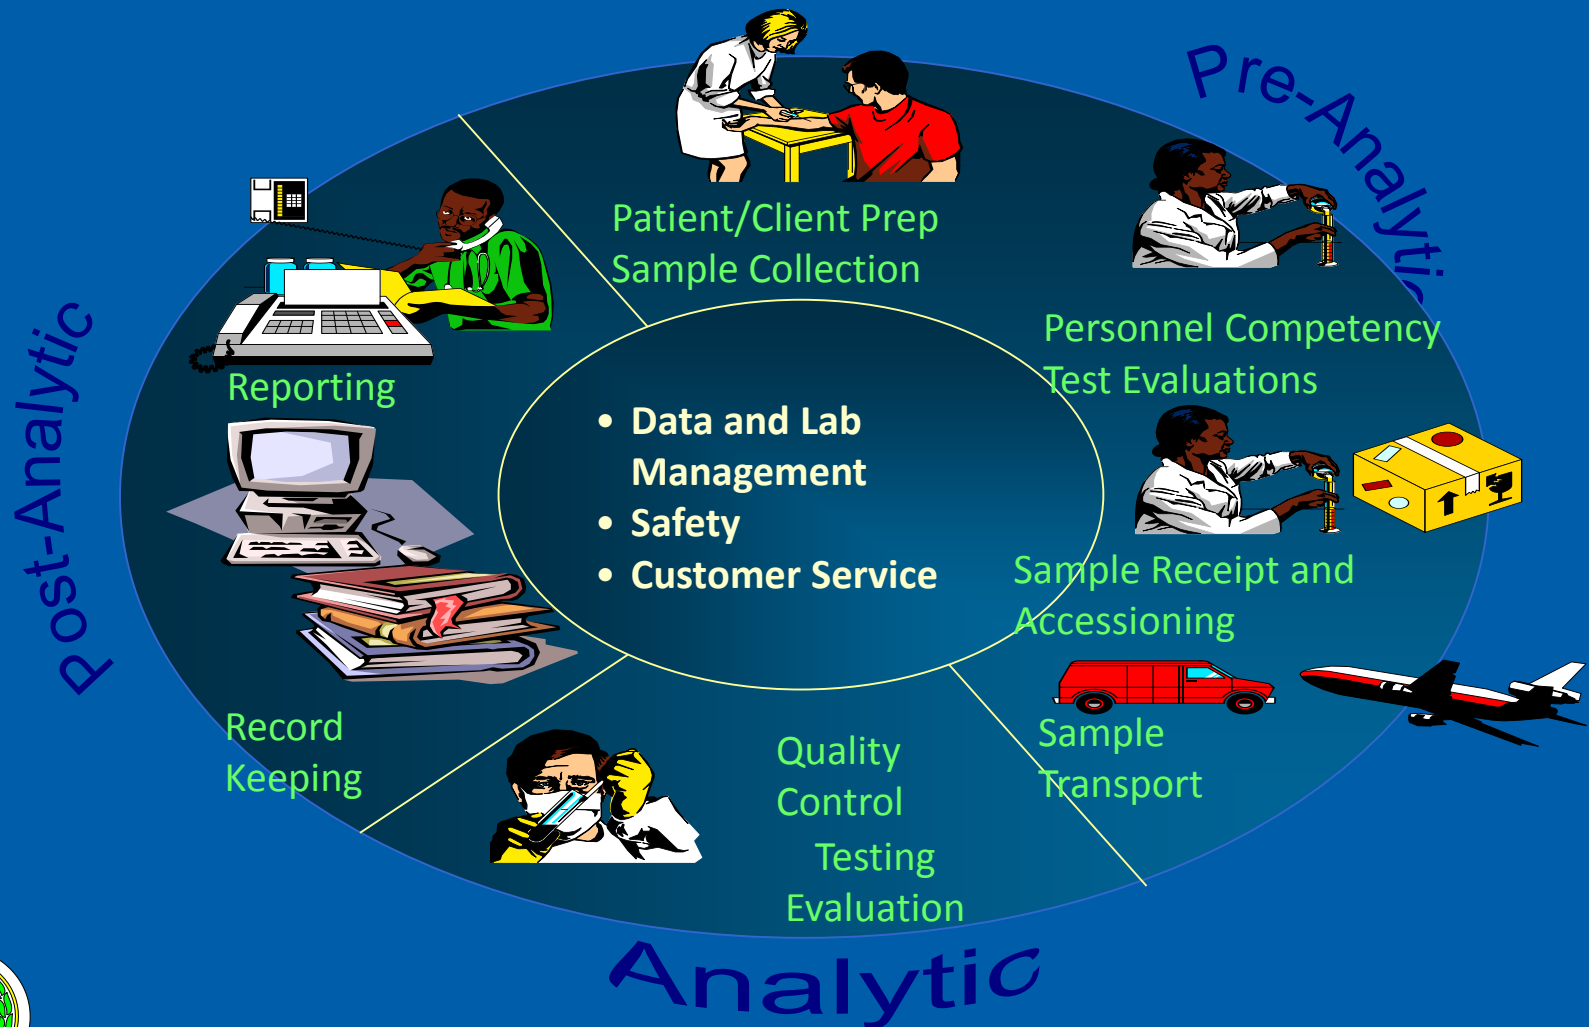 Pre-Analytic
Patient/Client Prep
Sample Collection
Personnel Competency
Test Evaluations
Sample Receipt and
Accessioning
Sample
Transport
Quality
Control
Testing
Evaluation
Analytic
Post-Analytic
Reporting
Record
Keeping
• Data and Lab
Management
• Safety
• Customer Service